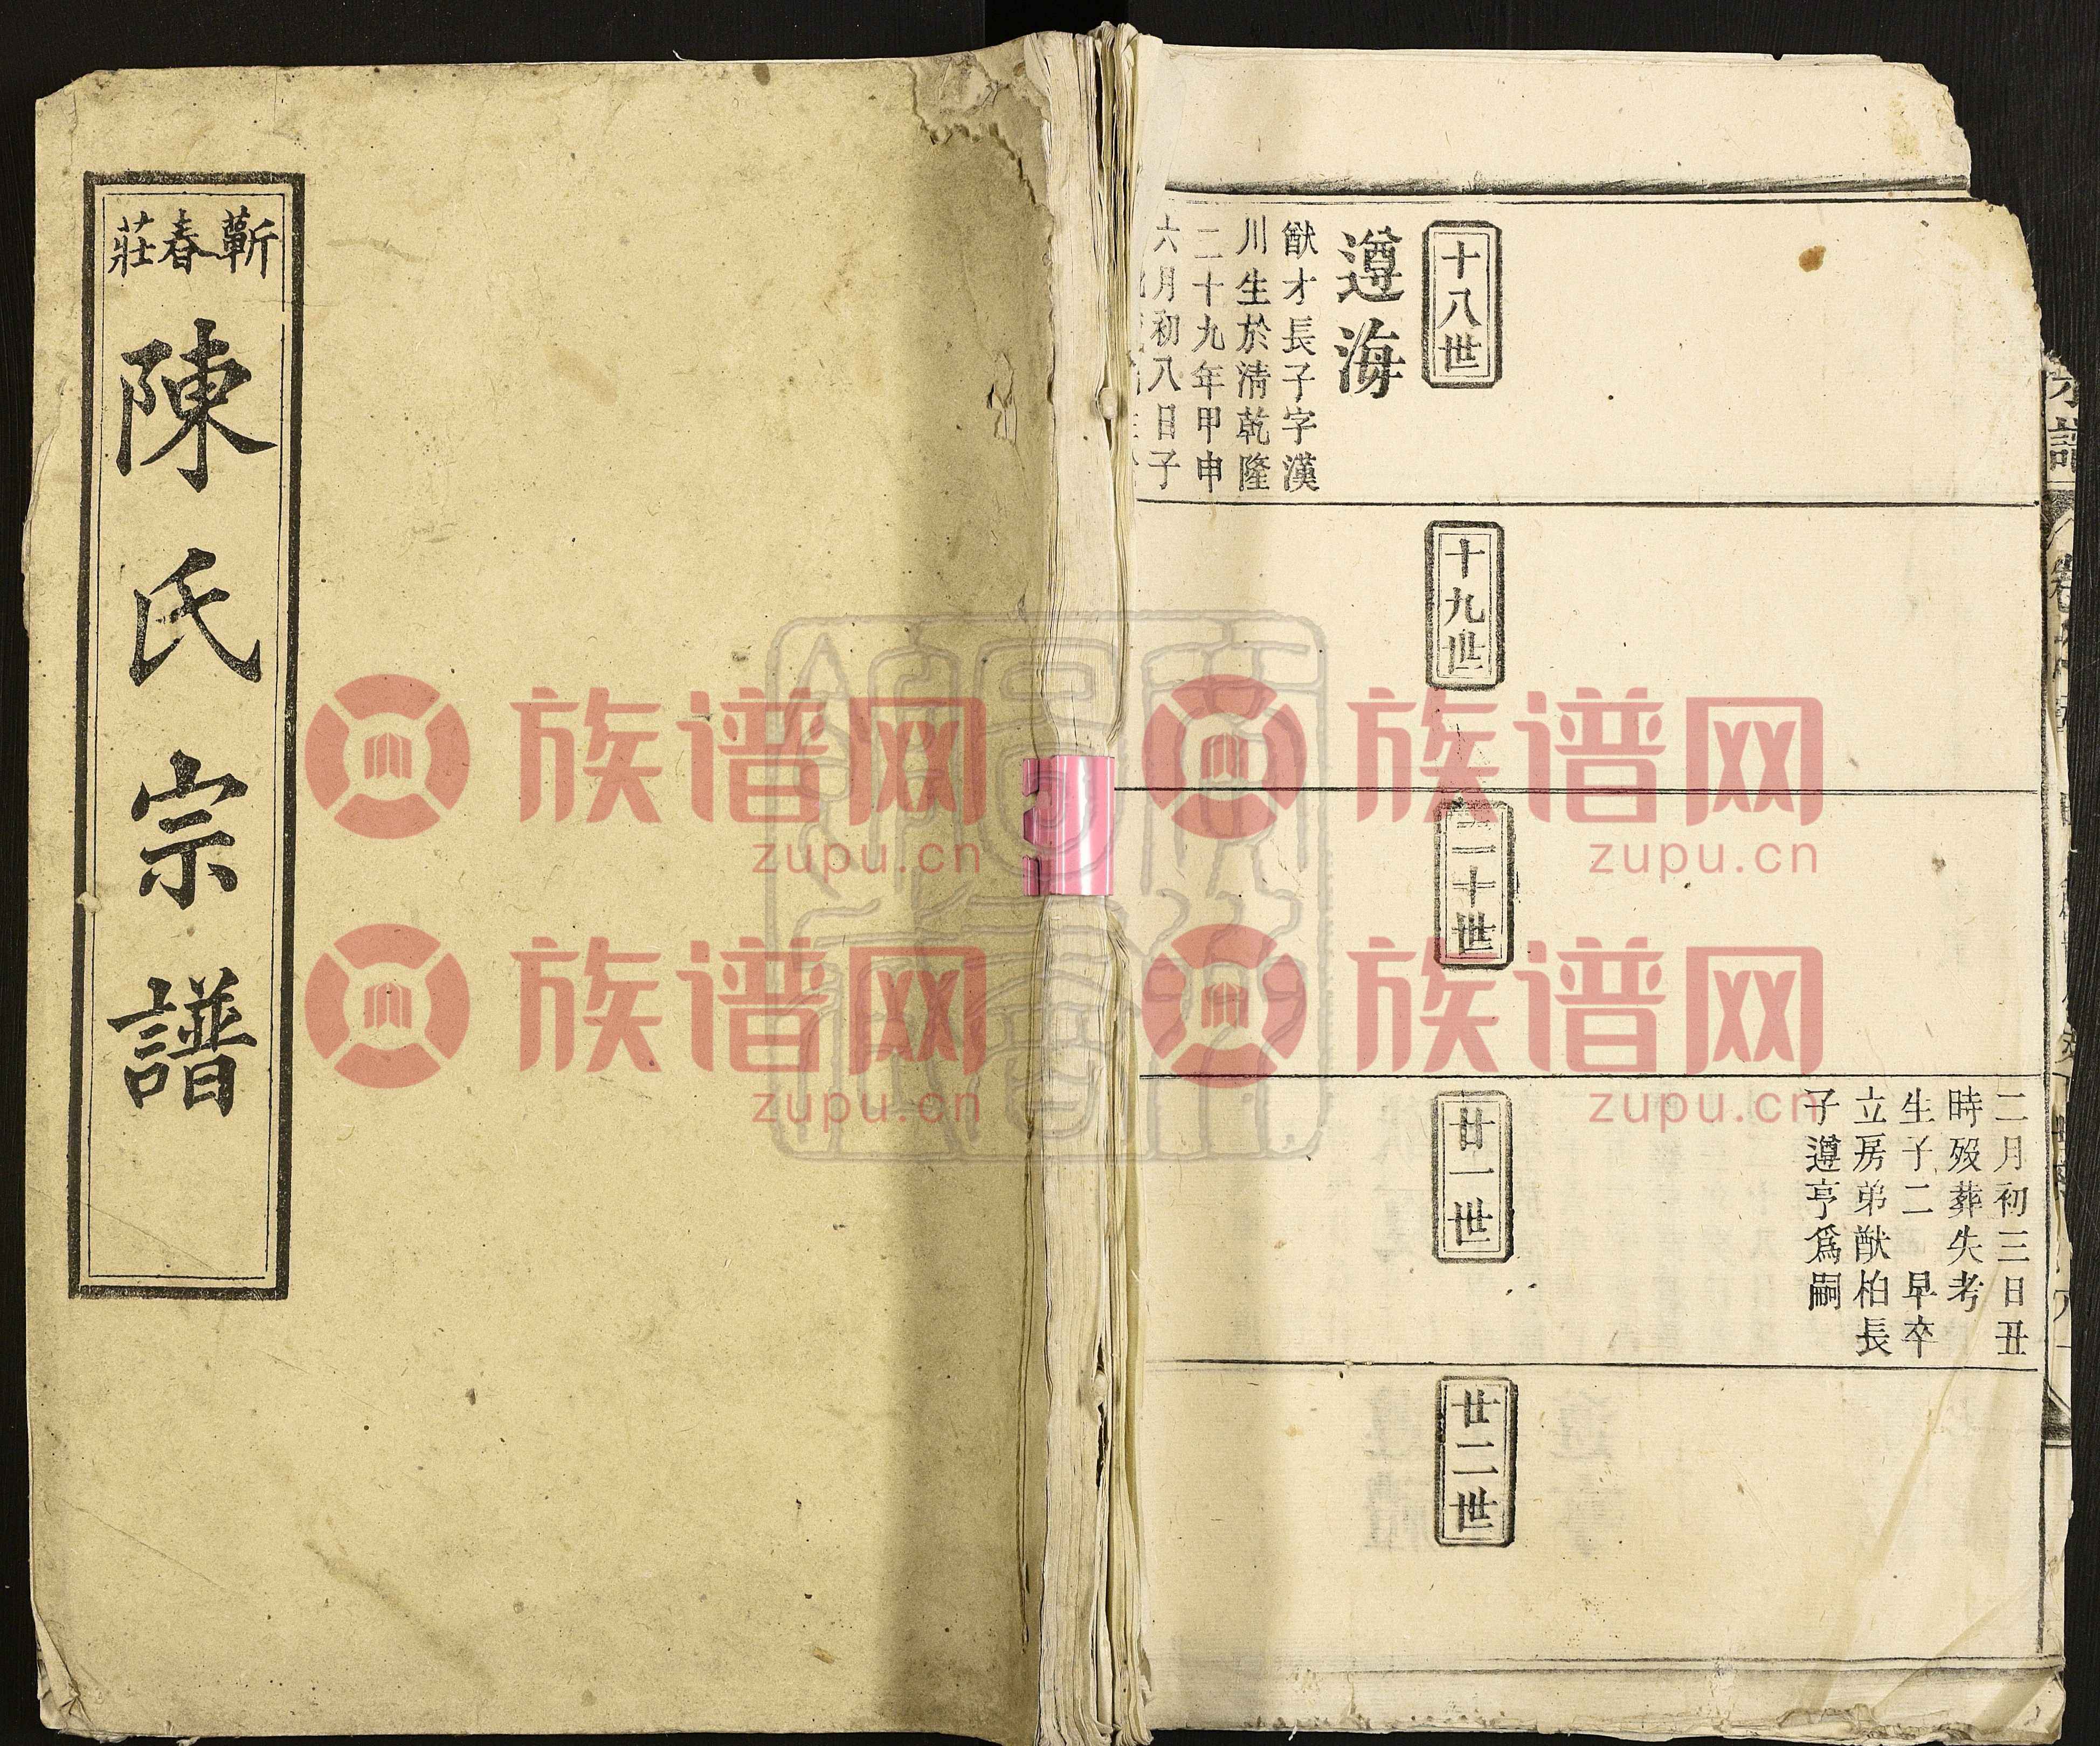 蘄春莊
陳氏宗譜
十八世
遵海
猷才長子字漢
川生於清乾隆
二十九年甲申
六月初八日子
十九世
二十世
廿一世
二月初三日丑
時歿葬失考
生子二 早卒
立房弟猷柏長
子遵亨爲嗣
廿二世
宗譜
族谱网
zupu.cn
族谱网
zupu.cn
族谱网
zupu.cn
族谱网
zupu.cn